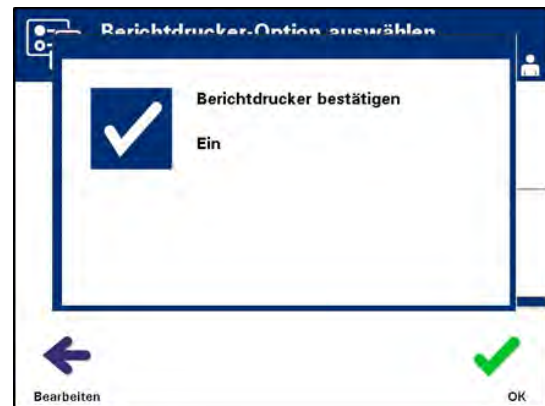 Berichtdrucker-Option auswählen
Berichtdrucker bestätigen
Ein
Bearbeiten
OK